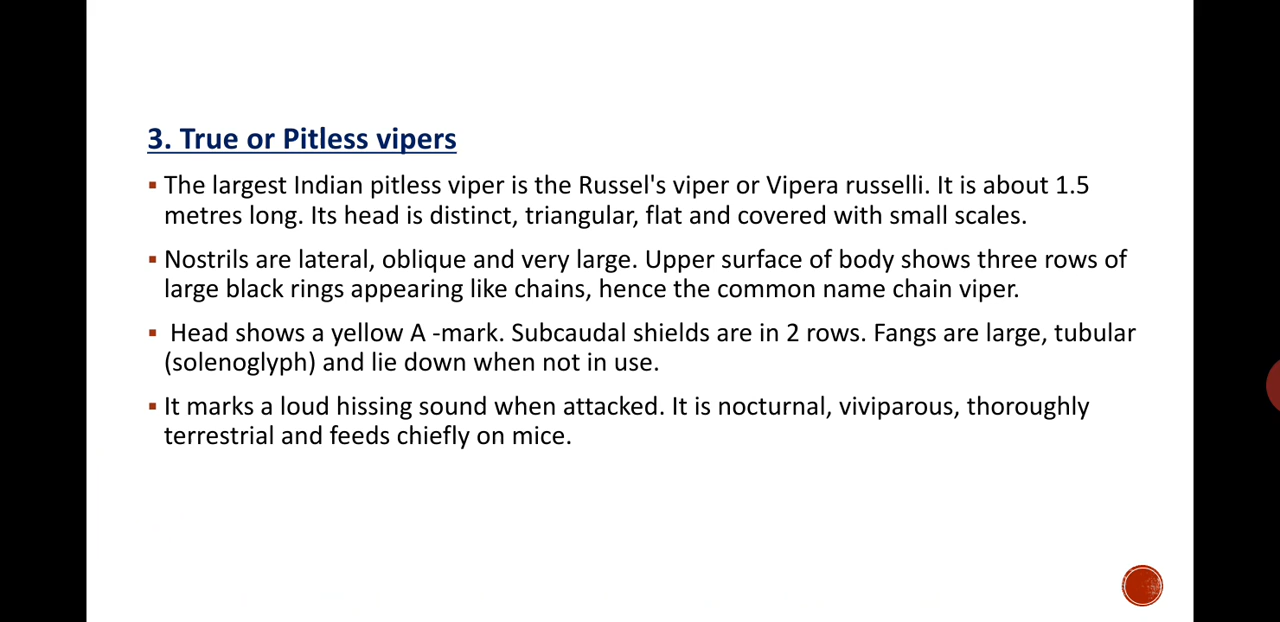 3. True or Pitless vipers
▪ The largest Indian pitless viper is the Russel's viper or Vipera russelli. It is about 1.5
metres long. Its head is distinct, triangular, flat and covered with small scales.
▪ Nostrils are lateral, oblique and very large. Upper surface of body shows three rows of
large black rings appearing like chains, hence the common name chain viper.
▪ Head shows a yellow A -mark. Subcaudal shields are in 2 rows. Fangs are large, tubular
(solenoglyph) and lie down when not in use.
▪ It marks a loud hissing sound when attacked. It is nocturnal, viviparous, thoroughly
terrestrial and feeds chiefly on mice.